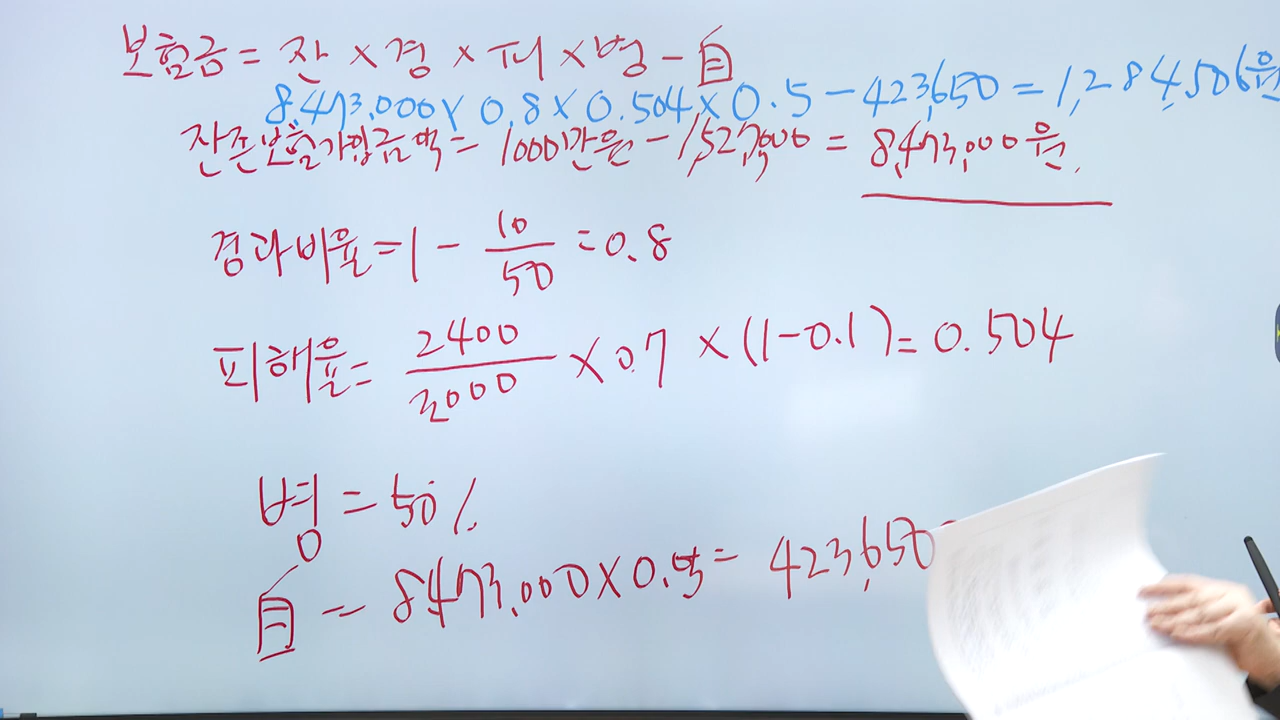 보험금 = 잔 × 경 × 피 × 병 - 自
8,473,000 × 0.8 × 0.504 × 0.5 - 423,650 = 1,284,506원
잔존보험가입금액 = 1000만원 - 1,527,000 = 8,473,000원.
경과비율 = 1 - 10/50 = 0.8
피해율 = 2400/3000 × 0.7 × (1-0.1) = 0.504
병 = 50%
自 = 8,473,000 × 0. = 423,650